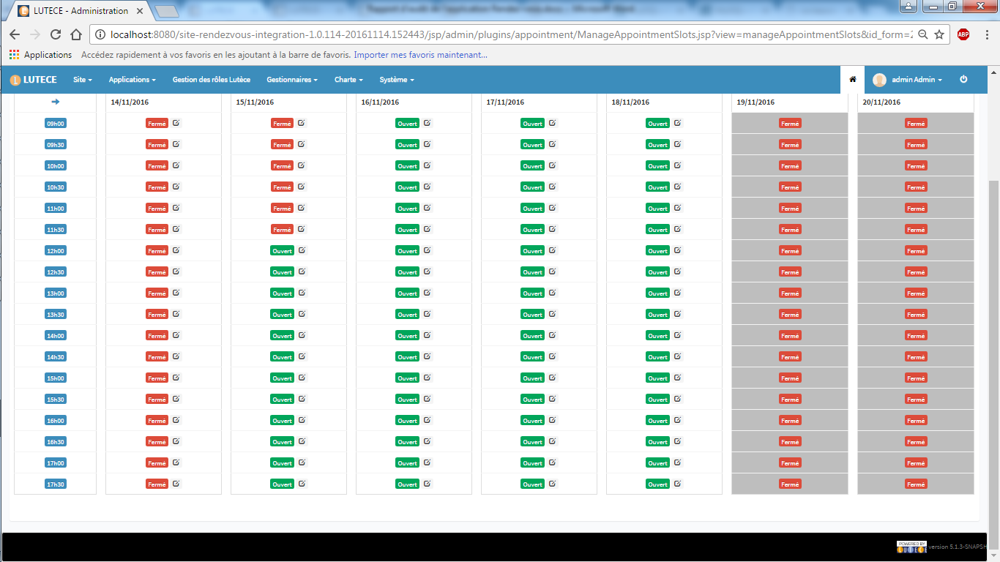 LUTECE - Administration
localhost:8080/site-rendezvous-integration-1.0.114-20161114.152443/jsp/admin/plugins/appointment/ManageAppointmentSlots.jsp?view=manageAppointmentSlots&id_form=2
ABP
Applications Accédez rapidement à vos favoris en les ajoutant à la barre de favoris. Importer mes favoris maintenant...
LUTECE Site Applications Gestion des rôles Lutèce Gestionnaires Charte Système admin Admin
14/11/2016 15/11/2016 16/11/2016 17/11/2016 18/11/2016 19/11/2016 20/11/2016
09h00 Fermé Fermé Ouvert Ouvert Ouvert Fermé Fermé
09h30 Fermé Fermé Ouvert Ouvert Ouvert Fermé Fermé
10h00 Fermé Fermé Ouvert Ouvert Ouvert Fermé Fermé
10h30 Fermé Fermé Ouvert Ouvert Ouvert Fermé Fermé
11h00 Fermé Fermé Ouvert Ouvert Ouvert Fermé Fermé
11h30 Fermé Fermé Ouvert Ouvert Ouvert Fermé Fermé
12h00 Fermé Ouvert Ouvert Ouvert Ouvert Fermé Fermé
12h30 Fermé Ouvert Ouvert Ouvert Ouvert Fermé Fermé
13h00 Fermé Ouvert Ouvert Ouvert Ouvert Fermé Fermé
13h30 Fermé Ouvert Ouvert Ouvert Ouvert Fermé Fermé
14h00 Fermé Ouvert Ouvert Ouvert Ouvert Fermé Fermé
14h30 Fermé Ouvert Ouvert Ouvert Ouvert Fermé Fermé
15h00 Fermé Ouvert Ouvert Ouvert Ouvert Fermé Fermé
15h30 Fermé Ouvert Ouvert Ouvert Ouvert Fermé Fermé
16h00 Fermé Ouvert Ouvert Ouvert Ouvert Fermé Fermé
16h30 Fermé Ouvert Ouvert Ouvert Ouvert Fermé Fermé
17h00 Fermé Ouvert Ouvert Ouvert Ouvert Fermé Fermé
17h30 Fermé Ouvert Ouvert Ouvert Ouvert Fermé Fermé
POWERED BY
LUTECE version 5.1.3-SNAPSH